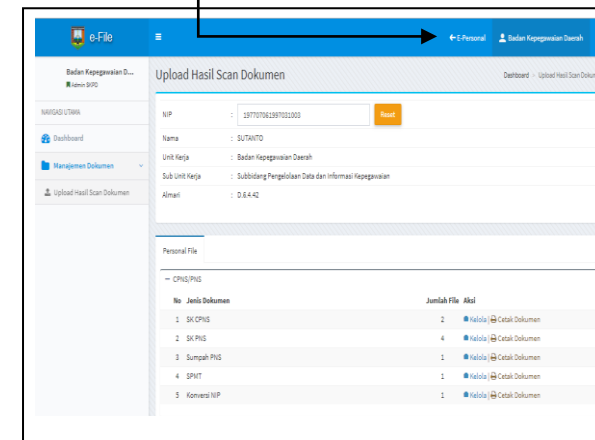 e-File
E-Personal
Badan Kepegawaian Daerah
Badan Kepegawaian D...
Admin SKPD
Upload Hasil Scan Dokumen
Dashboard > Upload Hasil Scan Dokum
NAVIGASI UTAMA
Dashboard
Manajemen Dokumen
Upload Hasil Scan Dokumen
NIP : 197707061997031003 Reset
Nama : SUTANTO
Unit Kerja : Badan Kepegawaian Daerah
Sub Unit Kerja : Subbidang Pengelolaan Data dan Informasi Kepegawaian
Almari : D.6.4.42
Personal File
CPNS/PNS
No Jenis Dokumen Jumlah File Aksi
1 SK CPNS 2 Kelola | Cetak Dokumen
2 SK PNS 4 Kelola | Cetak Dokumen
3 Sumpah PNS 1 Kelola | Cetak Dokumen
4 SPMT 1 Kelola | Cetak Dokumen
5 Konversi NIP 1 Kelola | Cetak Dokumen